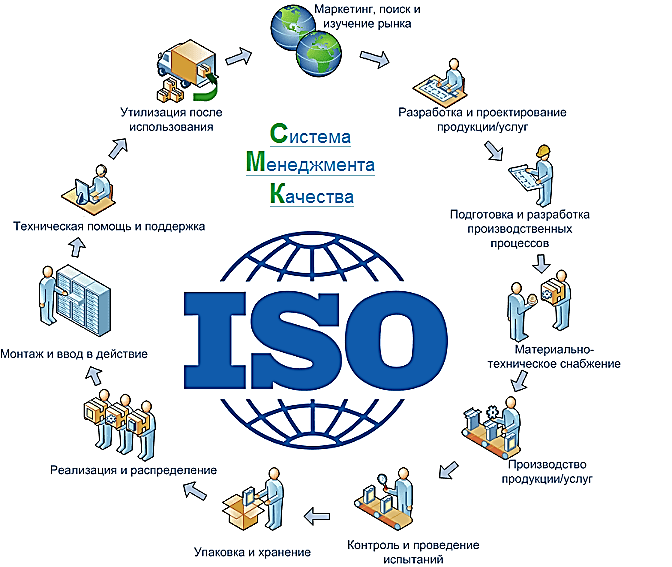 Маркетинг, поиск и
изучение рынка
Разработка и проектирование
продукции/услуг
Подготовка и разработка
производственных
процессов
Материально-
техническое снабжение
Производство
продукции/услуг
Контроль и проведение
испытаний
Упаковка и хранение
Реализация и распределение
Монтаж и ввод в действие
Техническая помощь и поддержка
Утилизация после
использования
Система
Менеджмента
Качества
ISO